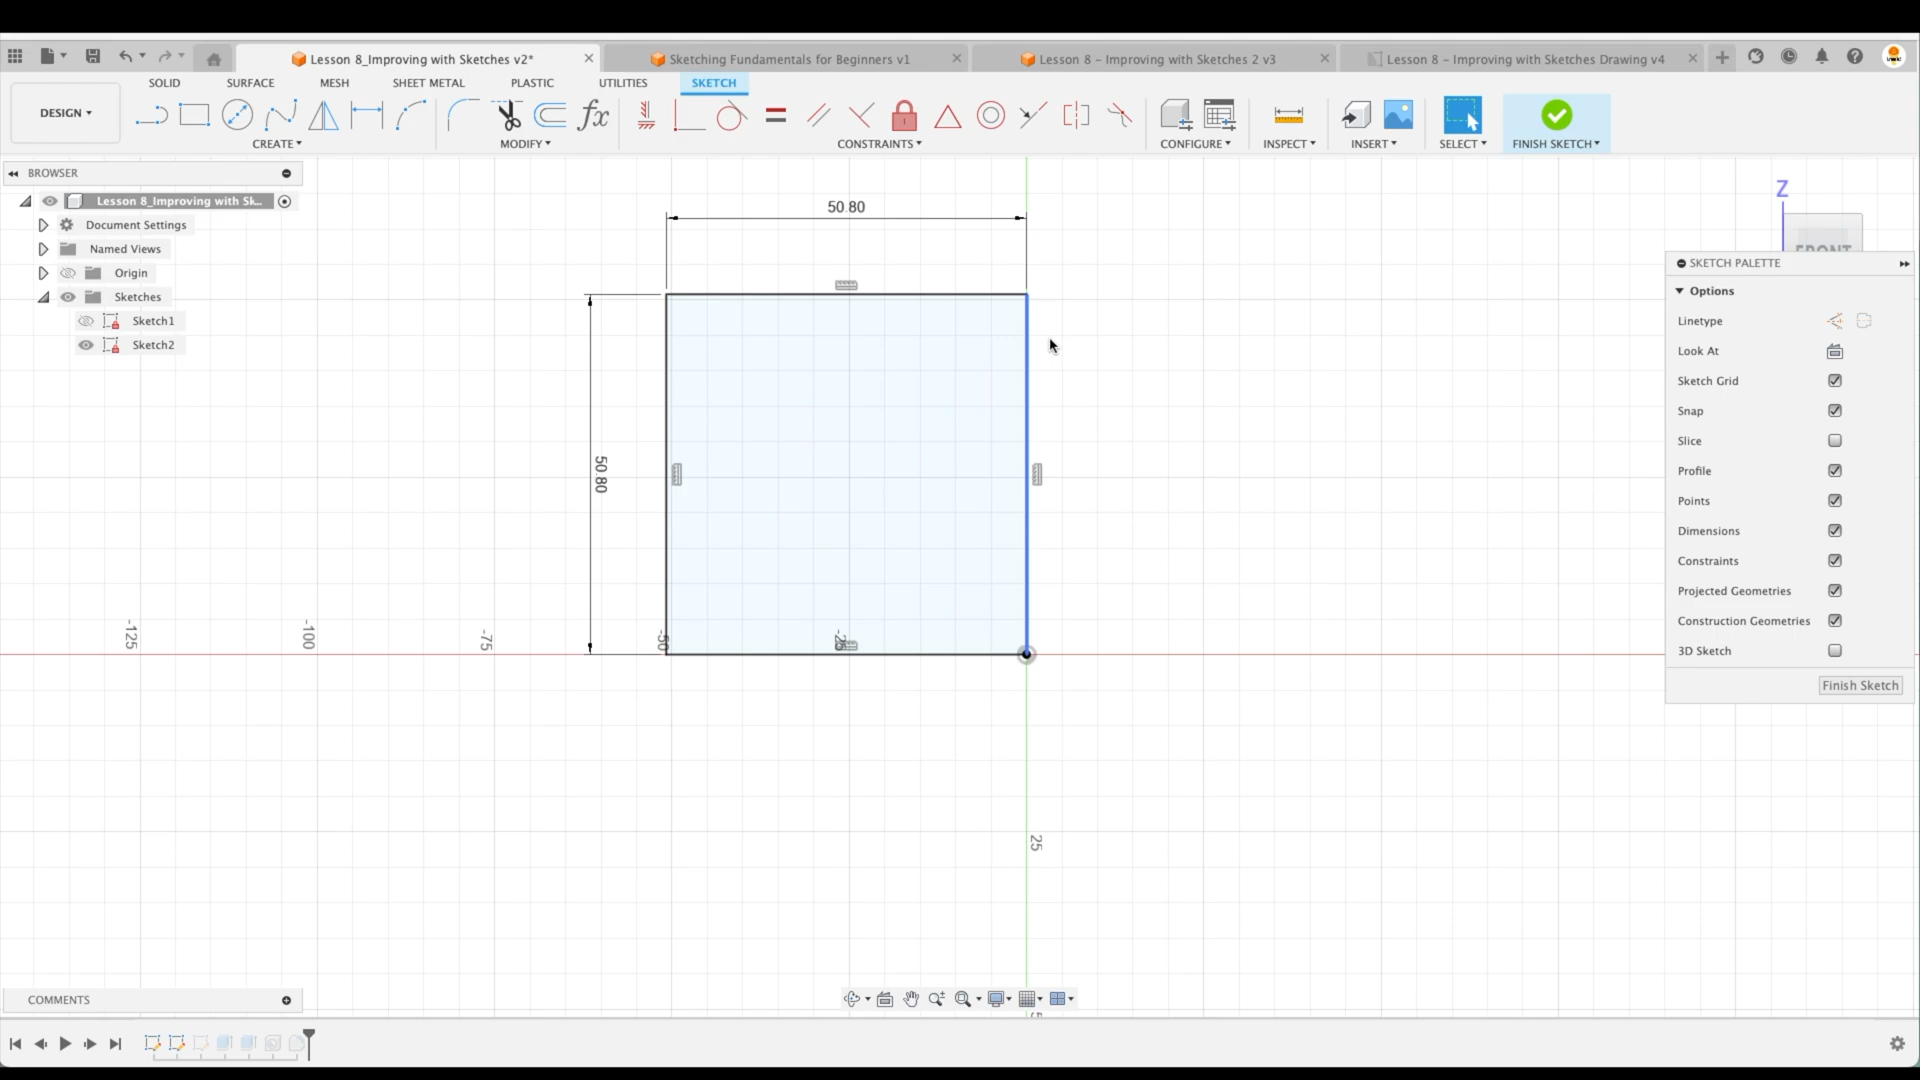 Lesson 8_Improving with Sketches v2*
Sketching Fundamentals for Beginners v1
Lesson 8 – Improving with Sketches 2 v3
Lesson 8 – Improving with Sketches Drawing v4
SOLID
SURFACE
MESH
SHEET METAL
PLASTIC
UTILITIES
SKETCH
DESIGN
fx
CREATE
MODIFY
CONSTRAINTS
CONFIGURE
INSPECT
INSERT
SELECT
FINISH SKETCH
BROWSER
Lesson 8_Improving with Sk...
Document Settings
Named Views
Origin
Sketches
Sketch1
Sketch2
Z
FRONT
50.80
50.80
-125
-100
-75
-50
25
SKETCH PALETTE
Options
Linetype
Look At
Sketch Grid
Snap
Slice
Profile
Points
Dimensions
Constraints
Projected Geometries
Construction Geometries
3D Sketch
Finish Sketch
COMMENTS